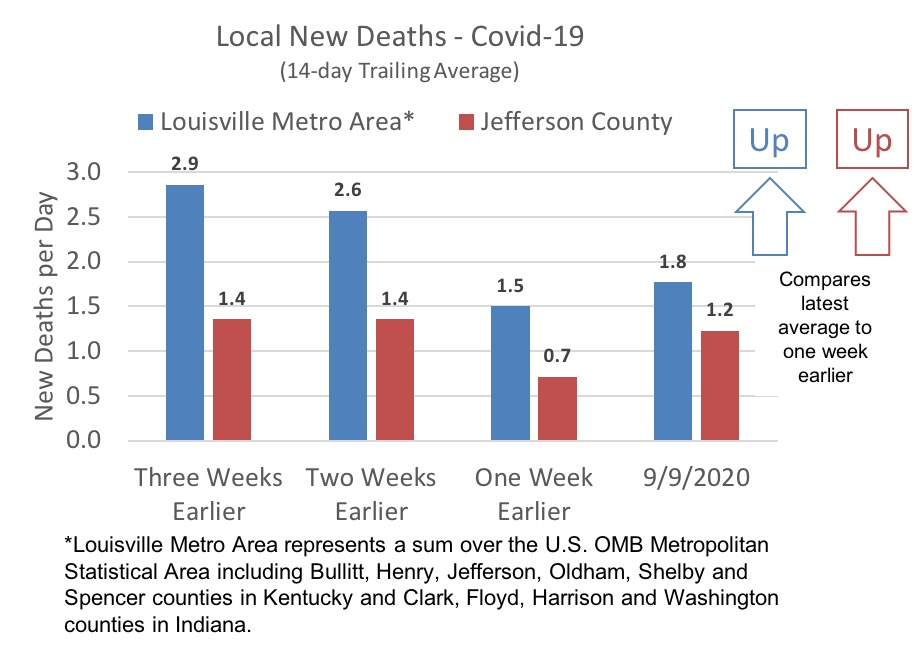 Local New Deaths - Covid-19
(14-day Trailing Average)
Louisville Metro Area* Jefferson County
Up Up
3.0
2.5
2.0
1.5
1.0
0.5
0.0
New Deaths per Day
2.9
1.4
2.6
1.4
1.5
0.7
1.8
1.2
Compares
latest
average to
one week
earlier
Three Weeks
Earlier
Two Weeks
Earlier
One Week
Earlier
9/9/2020
*Louisville Metro Area represents a sum over the U.S. OMB Metropolitan
Statistical Area including Bullitt, Henry, Jefferson, Oldham, Shelby and
Spencer counties in Kentucky and Clark, Floyd, Harrison and Washington
counties in Indiana.